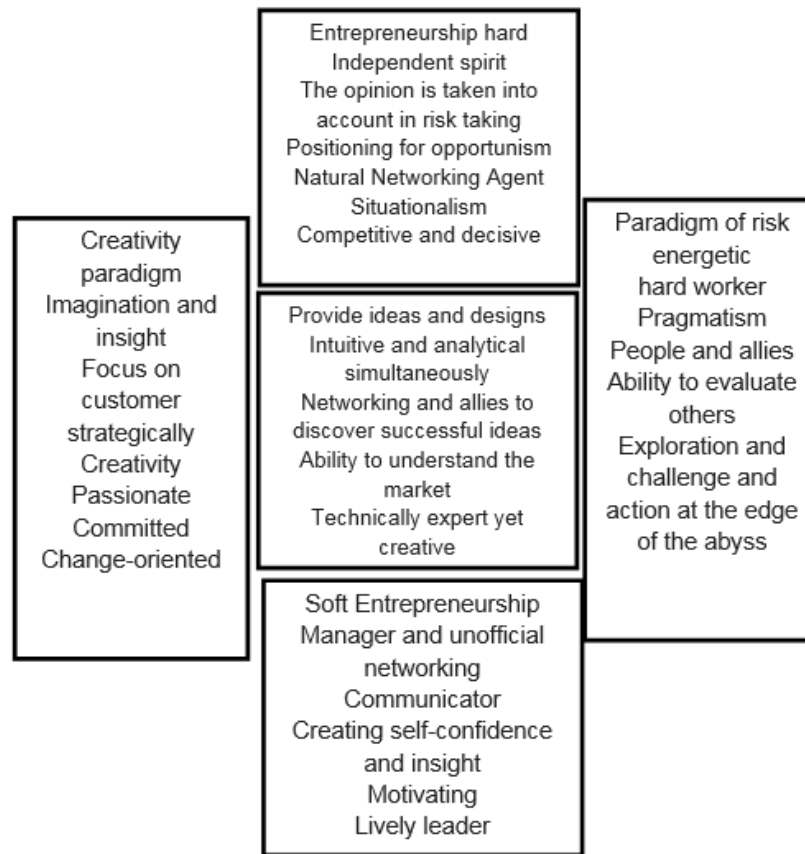 Entrepreneurship hard
Independent spirit
The opinion is taken into
account in risk taking
Positioning for opportunism
Natural Networking Agent
Situationalism
Competitive and decisive
Creativity
paradigm
Imagination and
insight
Focus on
customer
strategically
Creativity
Passionate
Committed
Change-oriented
Provide ideas and designs
Intuitive and analytical
simultaneously
Networking and allies to
discover successful ideas
Ability to understand the
market
Technically expert yet
creative
Paradigm of risk
energetic
hard worker
Pragmatism
People and allies
Ability to evaluate
others
Exploration and
challenge and
action at the edge
of the abyss
Soft Entrepreneurship
Manager and unofficial
networking
Communicator
Creating self-confidence
and insight
Motivating
Lively leader